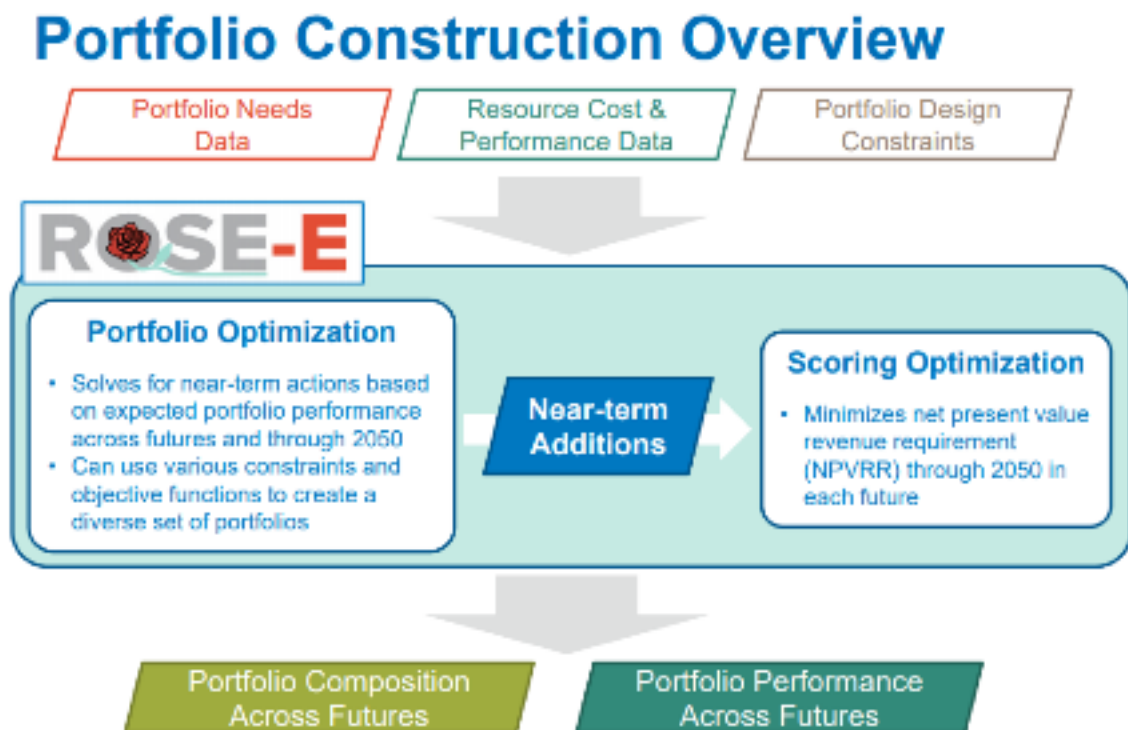 Portfolio Construction Overview
Portfolio Needs
Data
Resource Cost &
Performance Data
Portfolio Design
Constraints
ROSE-E
Portfolio Optimization
• Solves for near-term actions based
on expected portfolio performance
across futures and through 2050
• Can use various constraints and
objective functions to create a
diverse set of portfolios
Near-term
Additions
Scoring Optimization
• Minimizes net present value
revenue requirement
(NPVRR) through 2050 in
each future
Portfolio Composition
Across Futures
Portfolio Performance
Across Futures